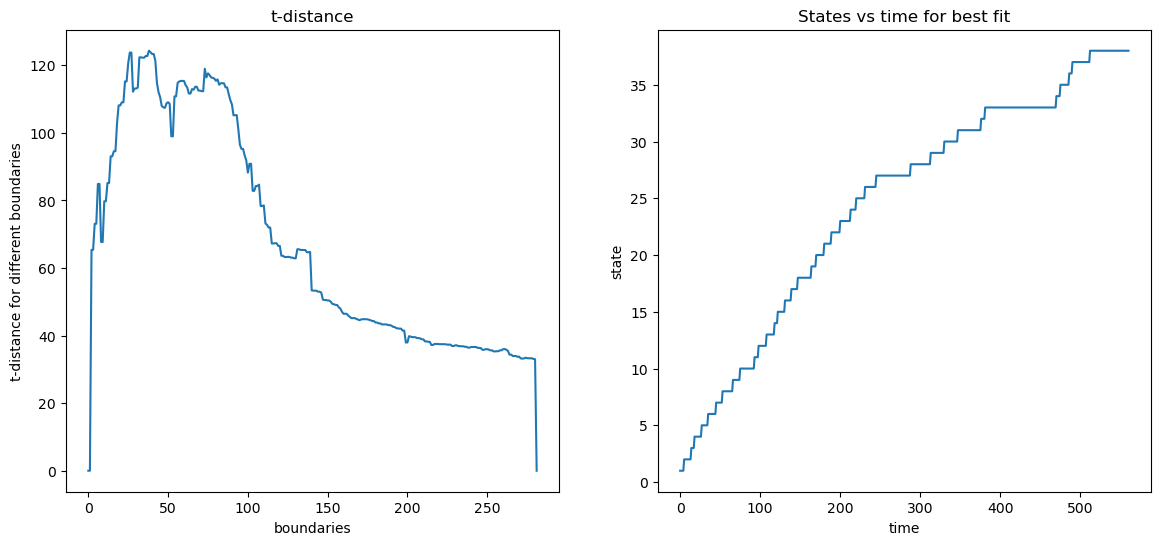 t-distance
t-distance for different boundaries
120
100
80
60
40
20
0
0 50 100 150 200 250
boundaries
States vs time for best fit
state
35
30
25
20
15
10
5
0
0 100 200 300 400 500
time